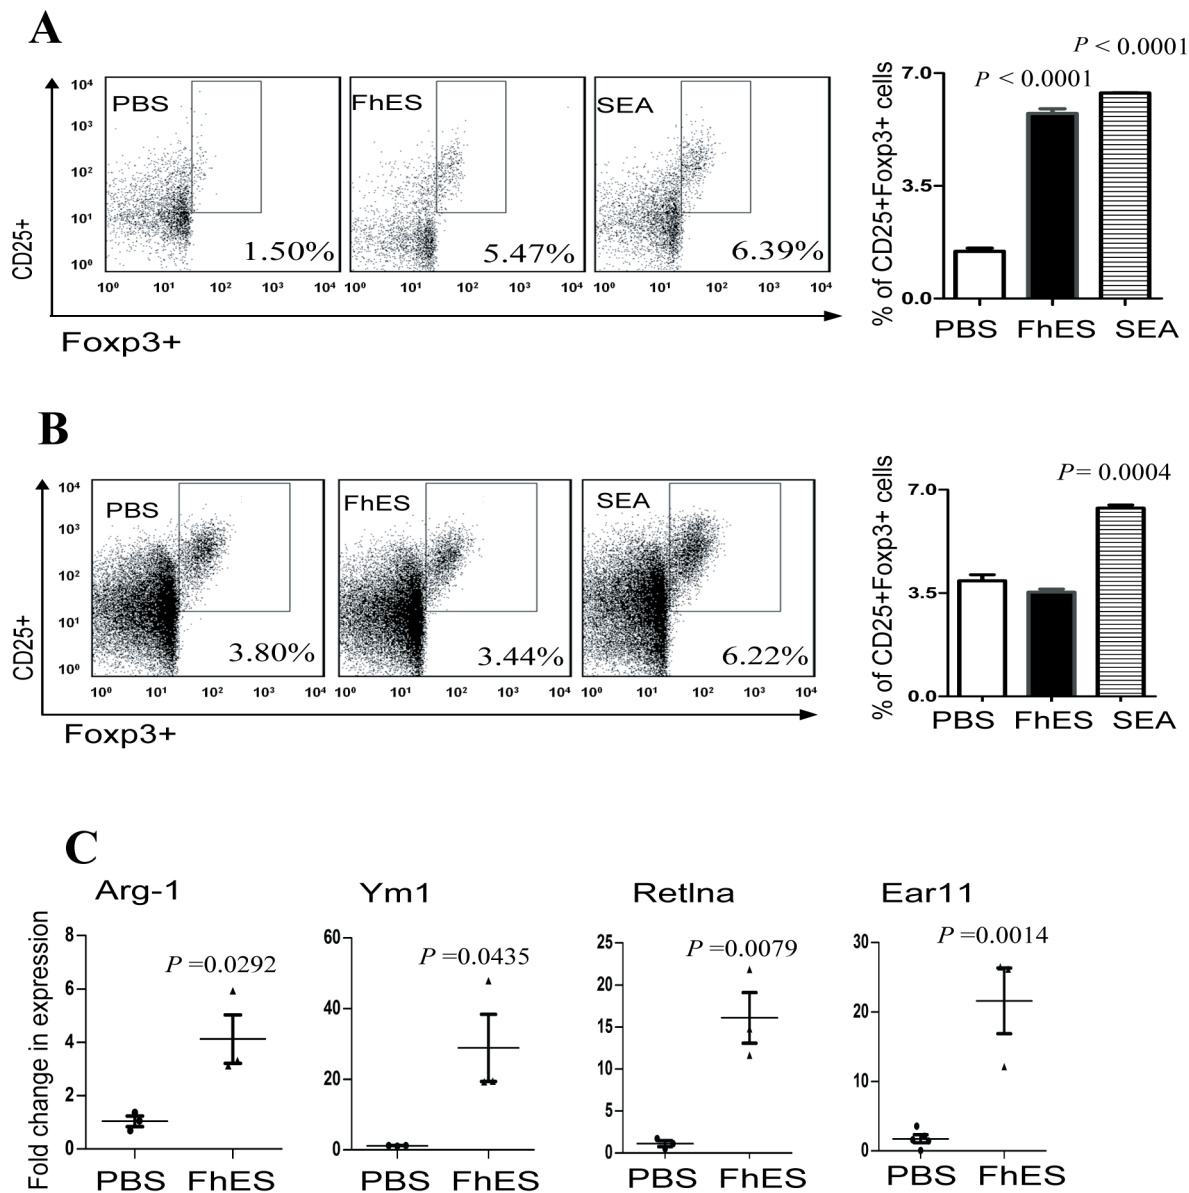 A
P < 0.0001
P < 0.0001
PBS
FhES
SEA
1.50%
5.47%
6.39%
10⁴
10³
10²
10¹
10⁰
10⁰ 10¹ 10² 10³ 10⁴
10⁰ 10¹ 10² 10³ 10⁴
10⁰ 10¹ 10² 10³ 10⁴
CD25+
Foxp3+
% of CD25+Foxp3+ cells
7.0
3.5
0.0
PBS FhES SEA
B
P= 0.0004
PBS
FhES
SEA
3.80%
3.44%
6.22%
10⁴
10³
10²
10¹
10⁰
10⁰ 10¹ 10² 10³ 10⁴
10⁰ 10¹ 10² 10³ 10⁴
10⁰ 10¹ 10² 10³ 10⁴
CD25+
Foxp3+
% of CD25+Foxp3+ cells
7.0
3.5
0.0
PBS FhES SEA
C
Fold change in expression
Arg-1
P =0.0292
8
6
4
2
0
PBS FhES
Ym1
P =0.0435
60
40
20
0
PBS FhES
Retlna
P =0.0079
25
20
15
10
5
0
PBS FhES
Ear11
P =0.0014
30
20
10
0
PBS FhES